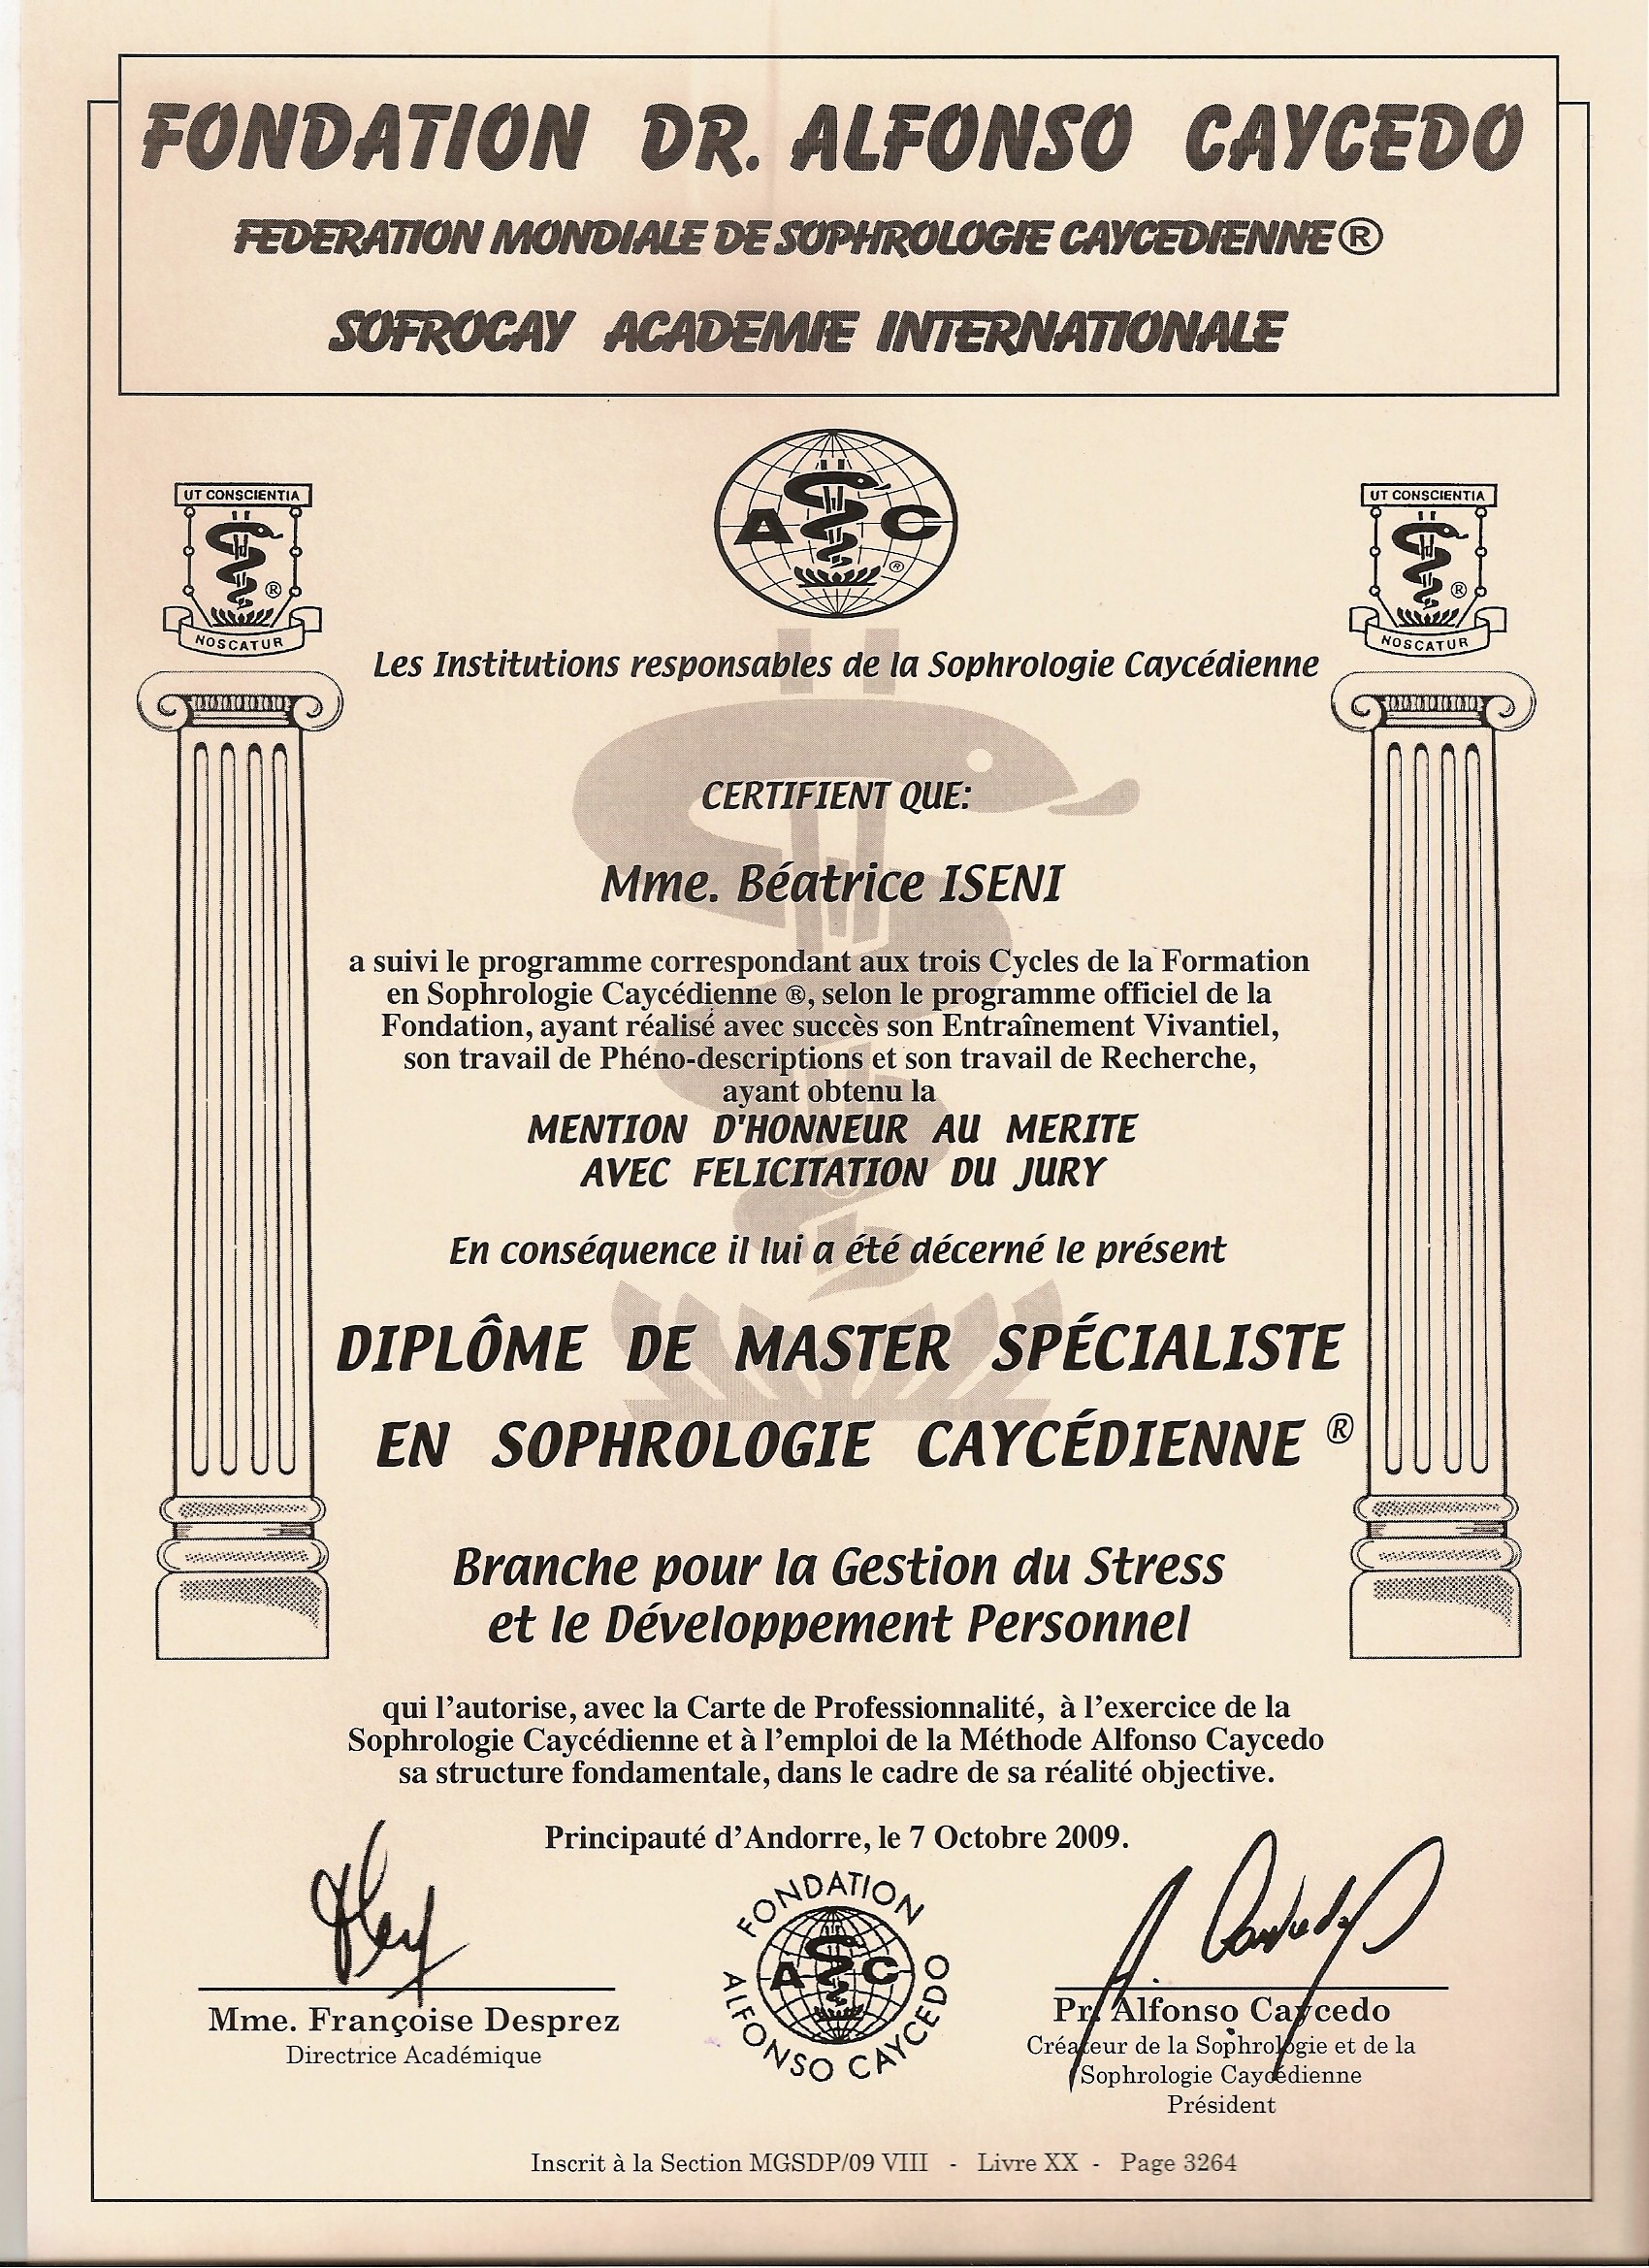 FONDATION DR. ALFONSO CAYCEDO
FEDERATION MONDIALE DE SOPHROLOGIE CAYCEDIENNE®
SOFROCAY ACADEMIE INTERNATIONALE
UT CONSCIENTIA
®
NOSCATUR
A C
®
UT CONSCIENTIA
®
NOSCATUR
Les Institutions responsables de la Sophrologie Caycédienne
CERTIFIENT QUE:
Mme. Béatrice ISENI
a suivi le programme correspondant aux trois Cycles de la Formation
en Sophrologie Caycédienne ®, selon le programme officiel de la
Fondation, ayant réalisé avec succès son Entraînement Vivantiel,
son travail de Phéno-descriptions et son travail de Recherche,
ayant obtenu la
MENTION D'HONNEUR AU MERITE
AVEC FELICITATION DU JURY
En conséquence il lui a été décerné le présent
DIPLÔME DE MASTER SPÉCIALISTE
EN SOPHROLOGIE CAYCÉDIENNE ®
Branche pour la Gestion du Stress
et le Développement Personnel
qui l’autorise, avec la Carte de Professionnalité, à l’exercice de la
Sophrologie Caycédienne et à l’emploi de la Méthode Alfonso Caycedo
sa structure fondamentale, dans le cadre de sa réalité objective.
Principauté d’Andorre, le 7 Octobre 2009.
FONDATION
A C
ALFONSO CAYCEDO
Mme. Françoise Desprez
Directrice Académique
Pr. Alfonso Caycedo
Créateur de la Sophrologie et de la
Sophrologie Caycédienne
Président
Inscrit à la Section MGSDP/09 VIII - Livre XX - Page 3264